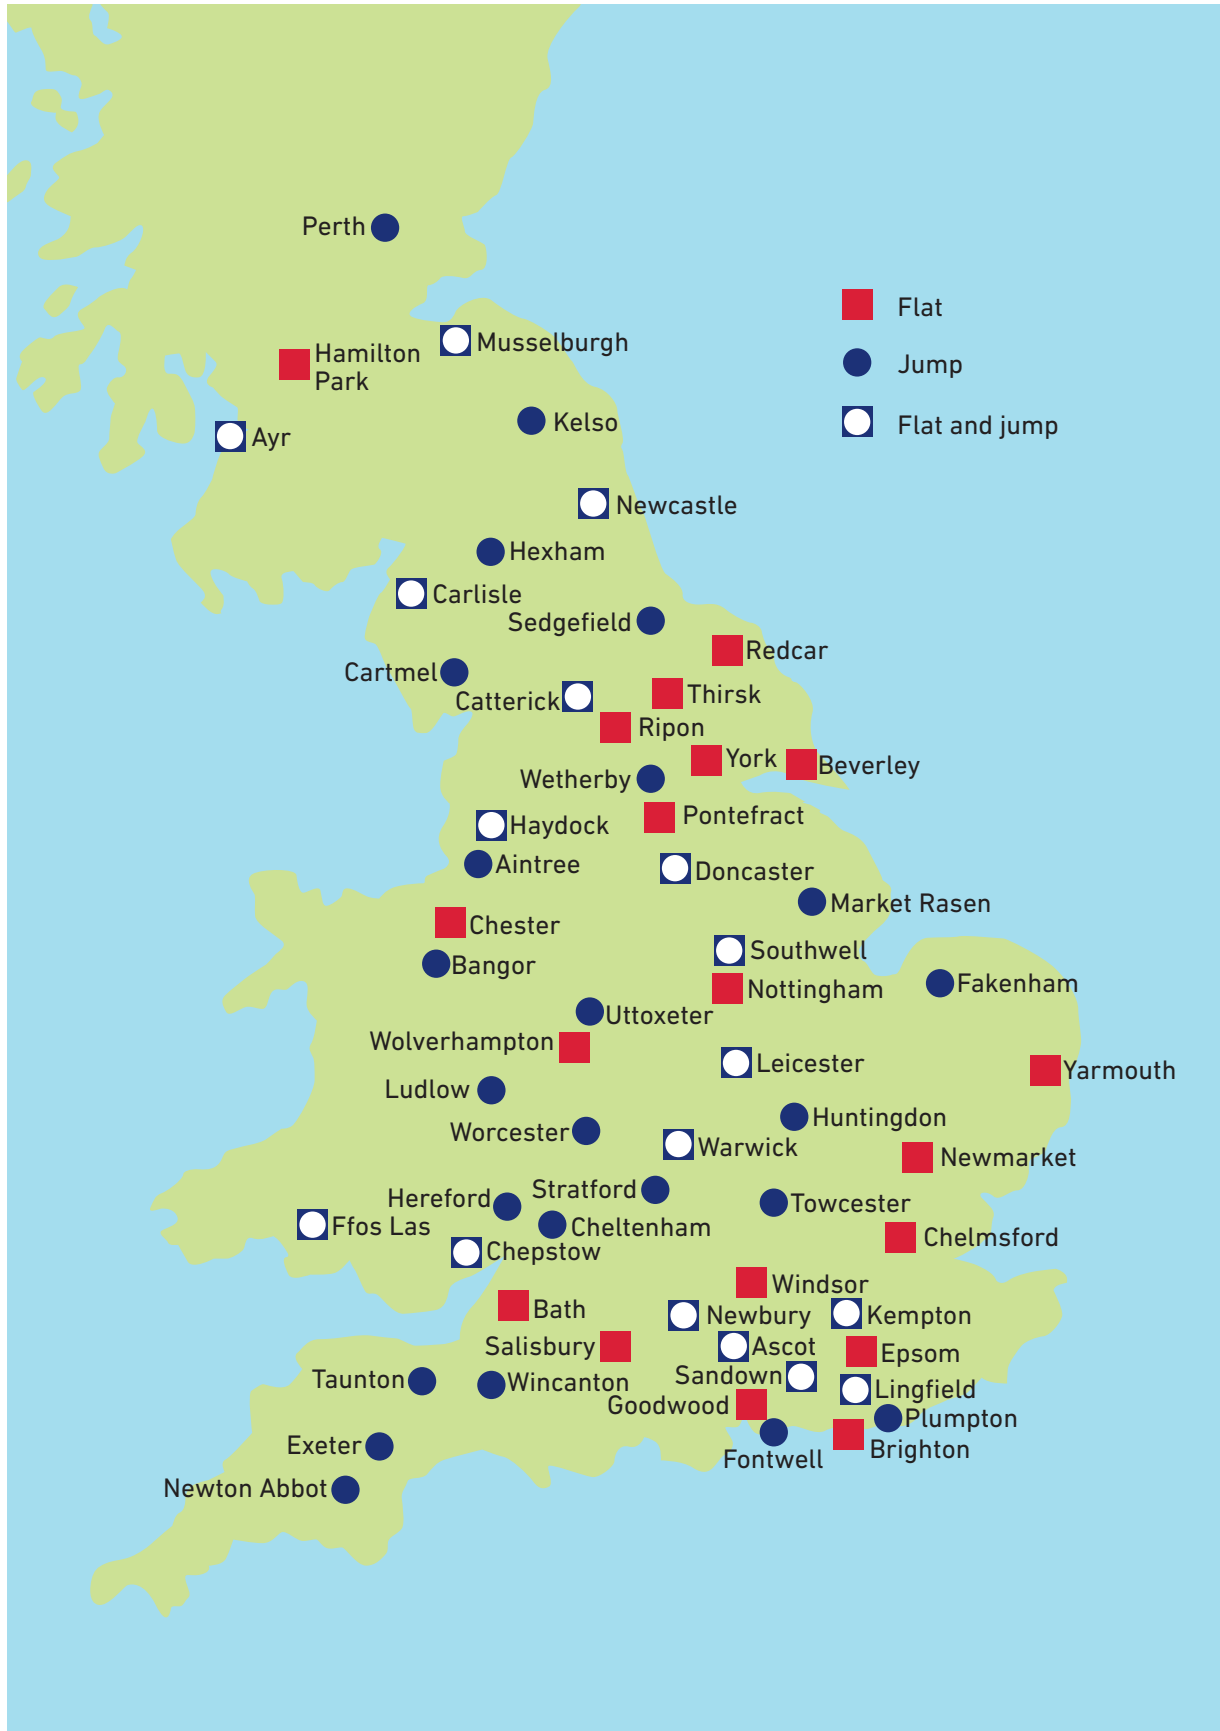 Perth
Flat
Musselburgh
Hamilton
Park
Jump
Kelso
Flat and jump
Ayr
Newcastle
Hexham
Carlisle
Sedgefield
Redcar
Cartmel
Thirsk
Catterick
Ripon
York
Beverley
Wetherby
Pontefract
Haydock
Aintree
Doncaster
Market Rasen
Chester
Southwell
Bangor
Fakenham
Nottingham
Uttoxeter
Wolverhampton
Leicester
Yarmouth
Ludlow
Huntingdon
Worcester
Warwick
Newmarket
Stratford
Hereford
Towcester
Ffos Las
Cheltenham
Chelmsford
Chepstow
Windsor
Bath
Newbury
Kempton
Salisbury
Ascot
Epsom
Sandown
Taunton
Wincanton
Lingfield
Goodwood
Plumpton
Exeter
Brighton
Fontwell
Newton Abbot